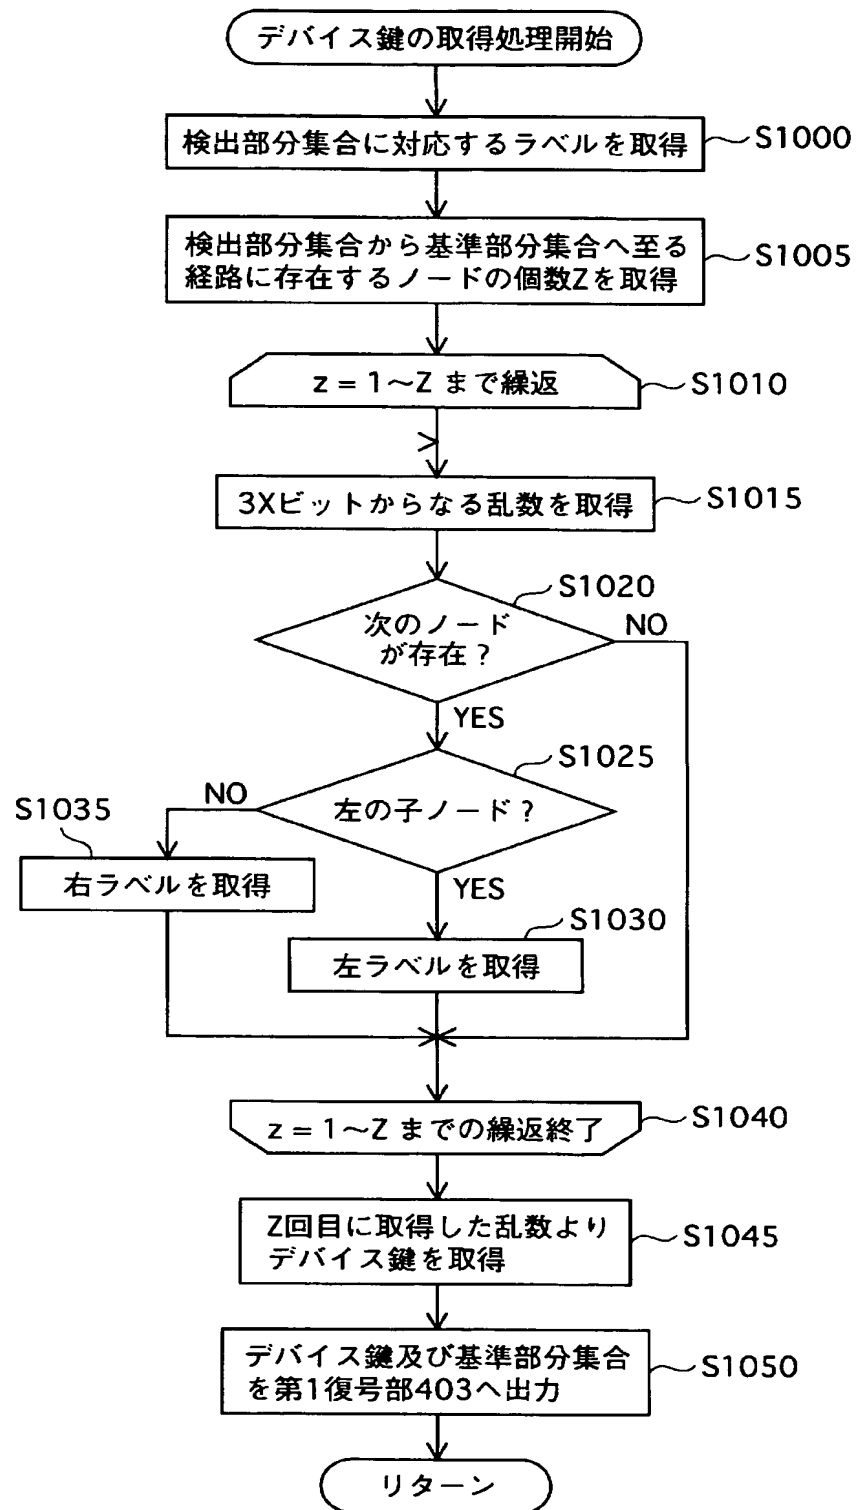 デバイス鍵の取得処理開始
検出部分集合に対応するラベルを取得
S1000
検出部分集合から基準部分集合へ至る
経路に存在するノードの個数Zを取得
S1005
z = 1～Z まで繰返
S1010
3Xビットからなる乱数を取得
S1015
S1020
次のノード
が存在？
NO
YES
S1025
左の子ノード？
NO
S1035
YES
右ラベルを取得
S1030
左ラベルを取得
z = 1～Z までの繰返終了
S1040
Z回目に取得した乱数より
デバイス鍵を取得
S1045
デバイス鍵及び基準部分集合
を第1復号部403へ出力
S1050
リターン